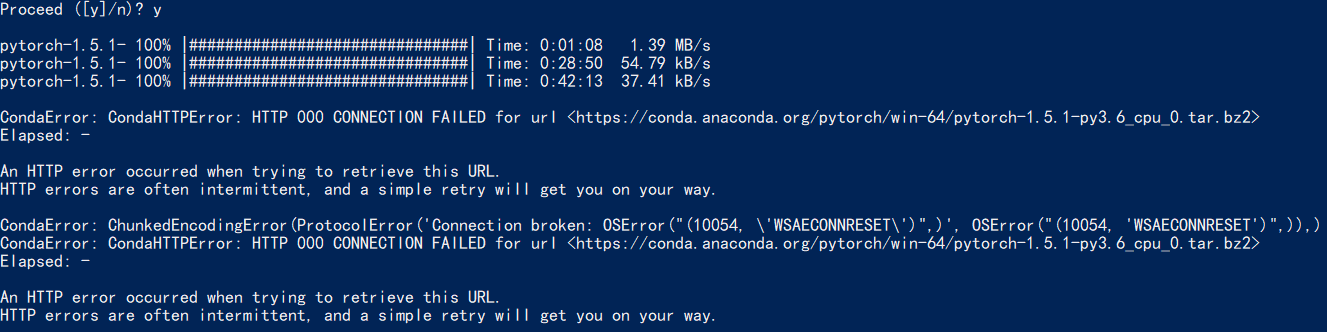 Proceed ([y]/n)? y
pytorch-1.5.1- 100% |###############################| Time: 0:01:08   1.39 MB/s
pytorch-1.5.1- 100% |###############################| Time: 0:28:50  54.79 kB/s
pytorch-1.5.1- 100% |###############################| Time: 0:42:13  37.41 kB/s
CondaError: CondaHTTPError: HTTP 000 CONNECTION FAILED for url <https://conda.anaconda.org/pytorch/win-64/pytorch-1.5.1-py3.6_cpu_0.tar.bz2>
Elapsed: -
An HTTP error occurred when trying to retrieve this URL.
HTTP errors are often intermittent, and a simple retry will get you on your way.
CondaError: ChunkedEncodingError(ProtocolError('Connection broken: OSError("(10054, \'WSAECONNRESET\')",)', OSError("(10054, 'WSAECONNRESET')",)),)
CondaError: CondaHTTPError: HTTP 000 CONNECTION FAILED for url <https://conda.anaconda.org/pytorch/win-64/pytorch-1.5.1-py3.6_cpu_0.tar.bz2>
Elapsed: -
An HTTP error occurred when trying to retrieve this URL.
HTTP errors are often intermittent, and a simple retry will get you on your way.